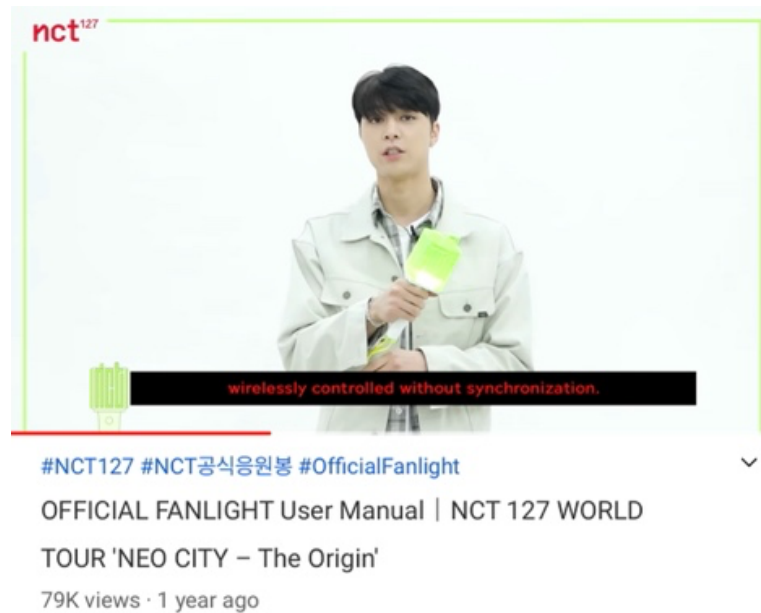 nct127
wirelessly controlled without synchronization.
#NCT127 #NCT공식응원봉 #OfficialFanlight
OFFICIAL FANLIGHT User Manual｜NCT 127 WORLD
TOUR 'NEO CITY – The Origin'
79K views · 1 year ago